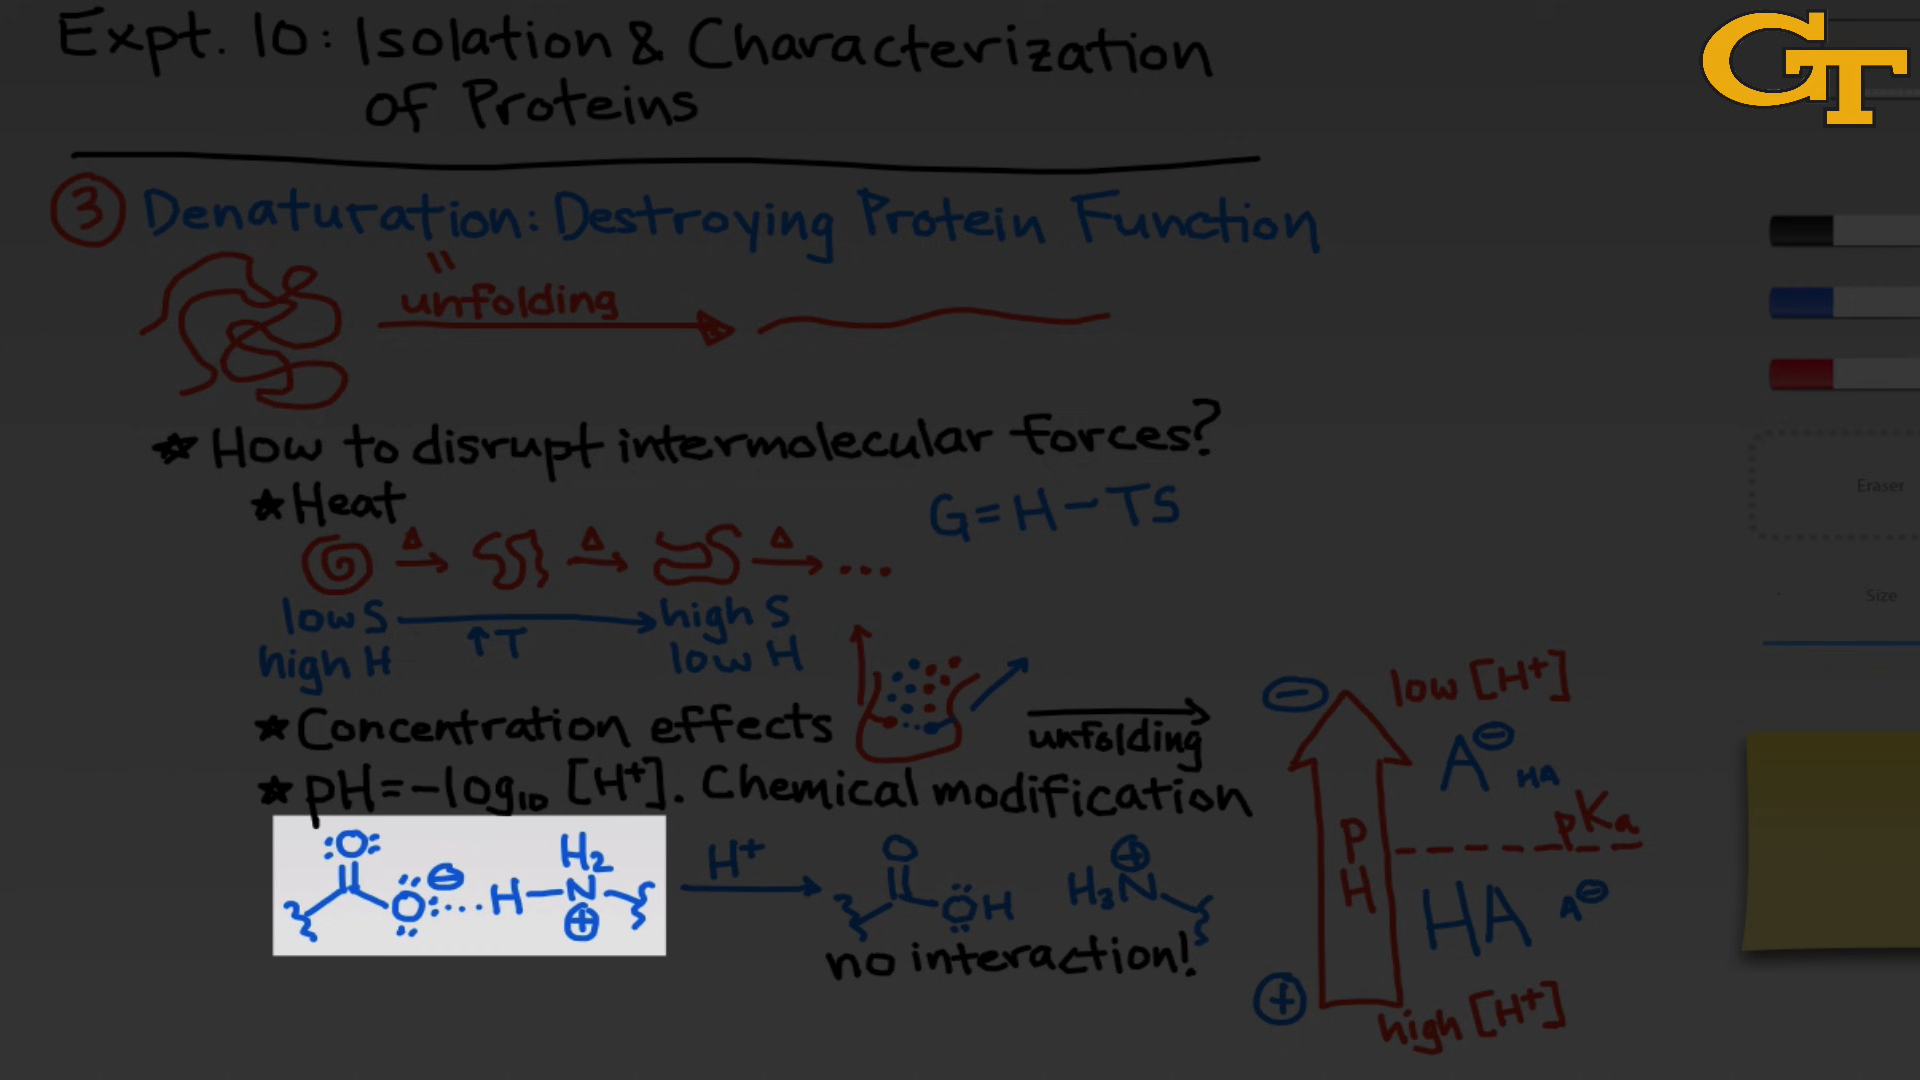 GT
Expt. 10: Isolation & Characterization
of Proteins
③ Denaturation: Destroying Protein Function
"
unfolding
★ How to disrupt intermolecular forces?
★ Heat
G = H - TS
Δ Δ Δ ...
low S high S
↑ T
high H low H
★ Concentration effects
unfolding
★ pH = -log₁₀ [H⁺]. Chemical modification
:O: H₂
O ⊖ ····· H - N ⊕
H⁺
O
OH
H₃N ⊕
no interaction!
⊖ low [H⁺]
A⊖ HA
pKa
pH
HA A⊖
⊕ high [H⁺]
Eraser
Size